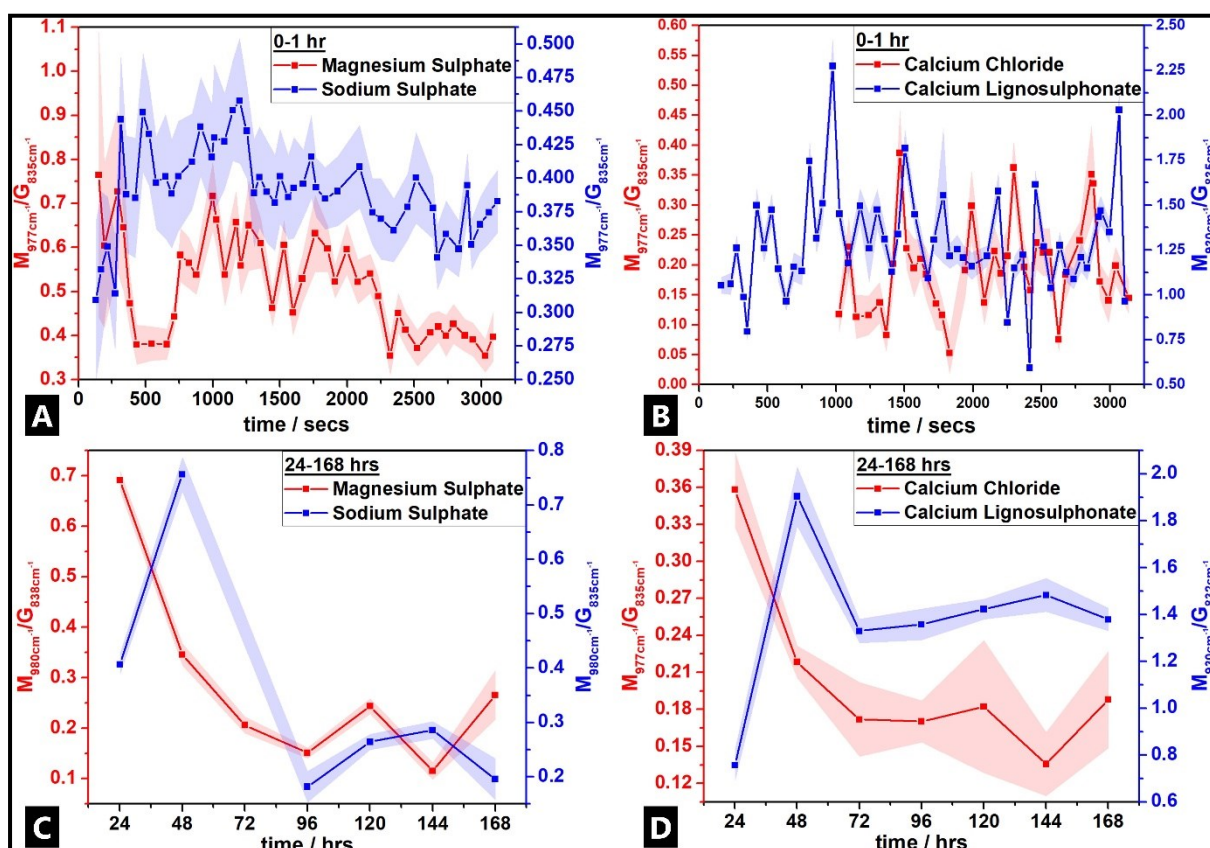 0-1 hr
Magnesium Sulphate
Sodium Sulphate
M977cm-1/G835cm-1
1.1
1.0
0.9
0.8
0.7
0.6
0.5
0.4
0.3
0.500
0.475
0.450
0.425
0.400
0.375
0.350
0.325
0.300
0.275
0.250
M977cm-1/G835cm-1
0 500 1000 1500 2000 2500 3000
time / secs
A
0-1 hr
Calcium Chloride
Calcium Lignosulphonate
M977cm-1/G835cm-1
0.60
0.55
0.50
0.45
0.40
0.35
0.30
0.25
0.20
0.15
0.10
0.05
0.00
2.50
2.25
2.00
1.75
1.50
1.25
1.00
0.75
0.50
0 500 1000 1500 2000 2500 3000
time / secs
B
24-168 hrs
Magnesium Sulphate
Sodium Sulphate
M980cm-1/G838cm-1
0.7
0.6
0.5
0.4
0.3
0.2
0.1
0.8
0.7
0.6
0.5
0.4
0.3
0.2
M980cm-1/G835cm-1
24 48 72 96 120 144 168
time / hrs
C
24-168 hrs
Calcium Chloride
Calcium Lignosulphonate
M977cm-1/G835cm-1
0.39
0.36
0.33
0.30
0.27
0.24
0.21
0.18
0.15
0.12
2.0
1.8
1.6
1.4
1.2
1.0
0.8
0.6
24 48 72 96 120 144 168
time / hrs
D